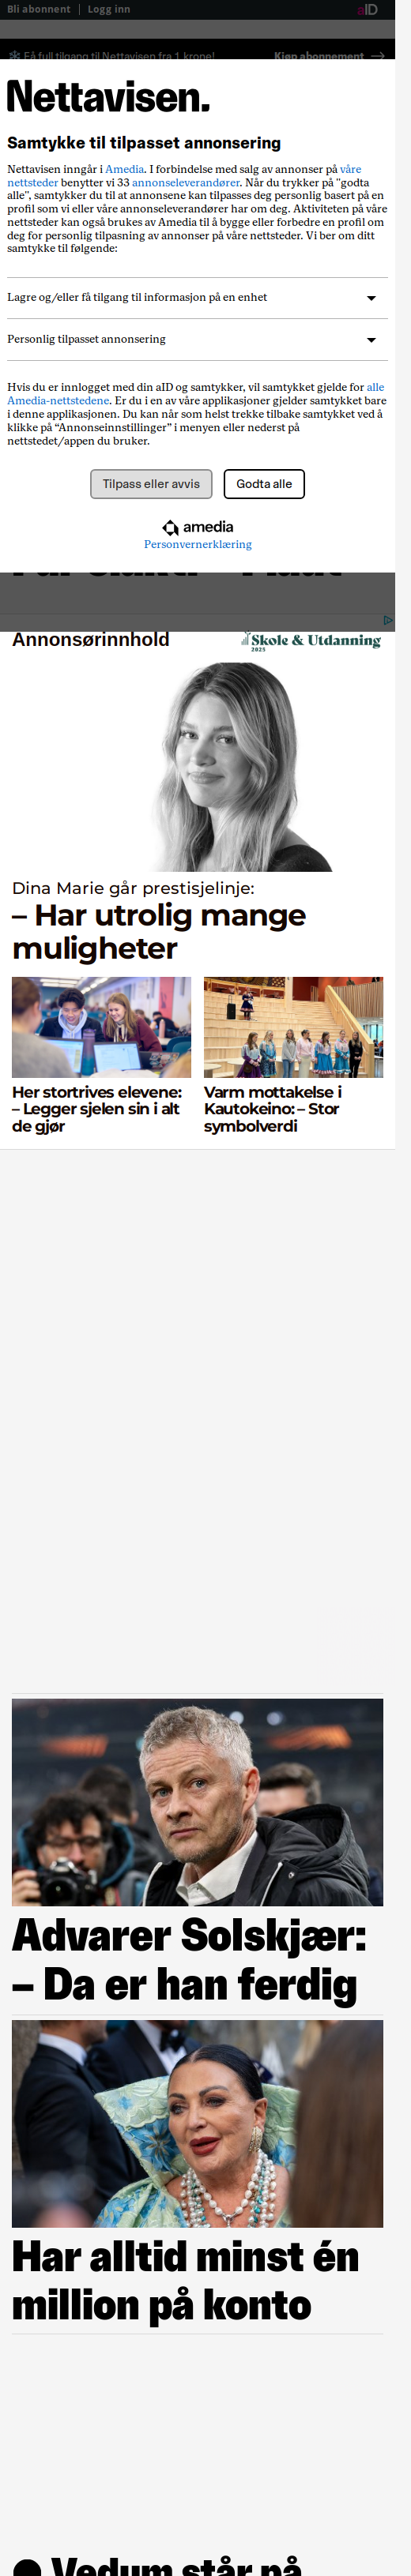 Bli abonnent | Logg inn
aID
Få full tilgang til Nettavisen fra 1 krone!
Kjøp abonnement
Nettavisen.
Samtykke til tilpasset annonsering
Nettavisen inngår i Amedia. I forbindelse med salg av annonser på våre
nettsteder benytter vi 33 annonseleverandører. Når du trykker på "godta
alle", samtykker du til at annonsene kan tilpasses deg personlig basert på en
profil som vi eller våre annonseleverandører har om deg. Aktiviteten på våre
nettsteder kan også brukes av Amedia til å bygge eller forbedre en profil om
deg for personlig tilpasning av annonser på våre nettsteder. Vi ber om ditt
samtykke til følgende:
Lagre og/eller få tilgang til informasjon på en enhet
Personlig tilpasset annonsering
Hvis du er innlogget med din aID og samtykker, vil samtykket gjelde for alle
Amedia-nettstedene. Er du i en av våre applikasjoner gjelder samtykket bare
i denne applikasjonen. Du kan når som helst trekke tilbake samtykket ved å
klikke på “Annonseinnstillinger” i menyen eller nederst på
nettstedet/appen du bruker.
Tilpass eller avvis
Godta alle
amedia
Personvernerklæring
Annonsørinnhold
Skole & Utdanning
2025
Dina Marie går prestisjelinje:
– Har utrolig mange
muligheter
Her stortrives elevene:
– Legger sjelen sin i alt
de gjør
Varm mottakelse i
Kautokeino: – Stor
symbolverdi
Advarer Solskjær:
– Da er han ferdig
Har alltid minst én
million på konto
● Vedum står på